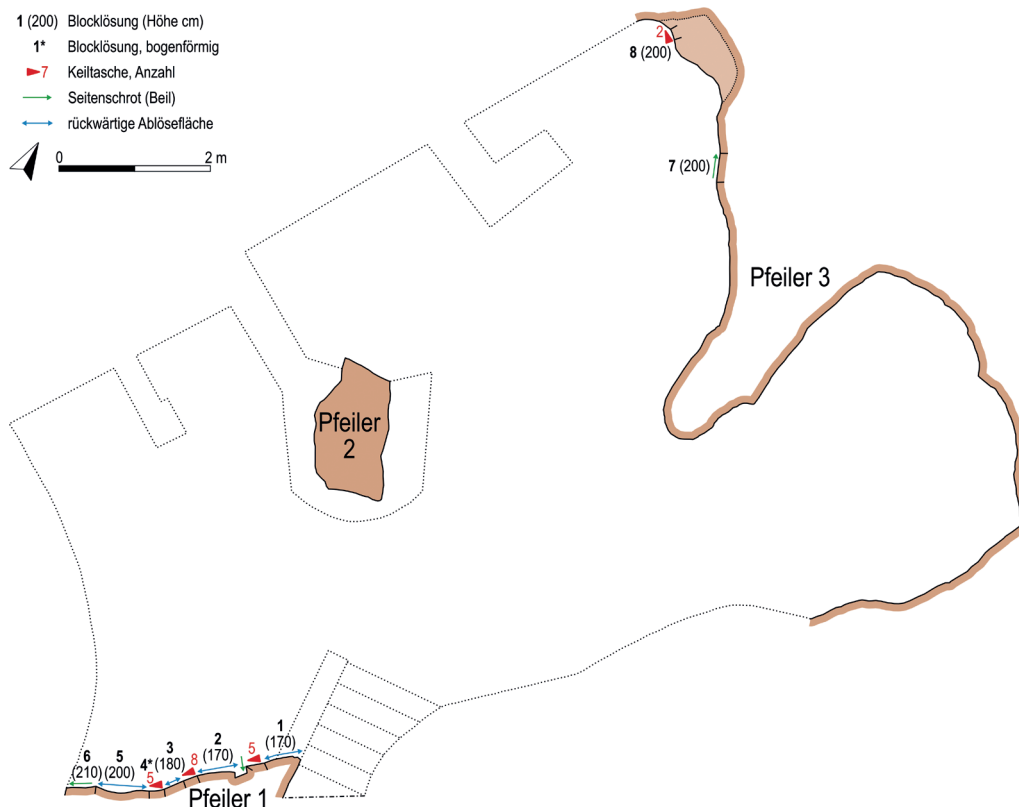 1 (200) Blocklösung (Höhe cm)
1* Blocklösung, bogenförmig
7 Keiltasche, Anzahl
Seitenschrot (Beil)
rückwärtige Ablösefläche
0 2 m
2
8 (200)
7 (200)
Pfeiler 3
Pfeiler
2
1
(170)
5
2
(170)
8
3
(180)
4*
5
5
(200)
6
(210)
Pfeiler 1